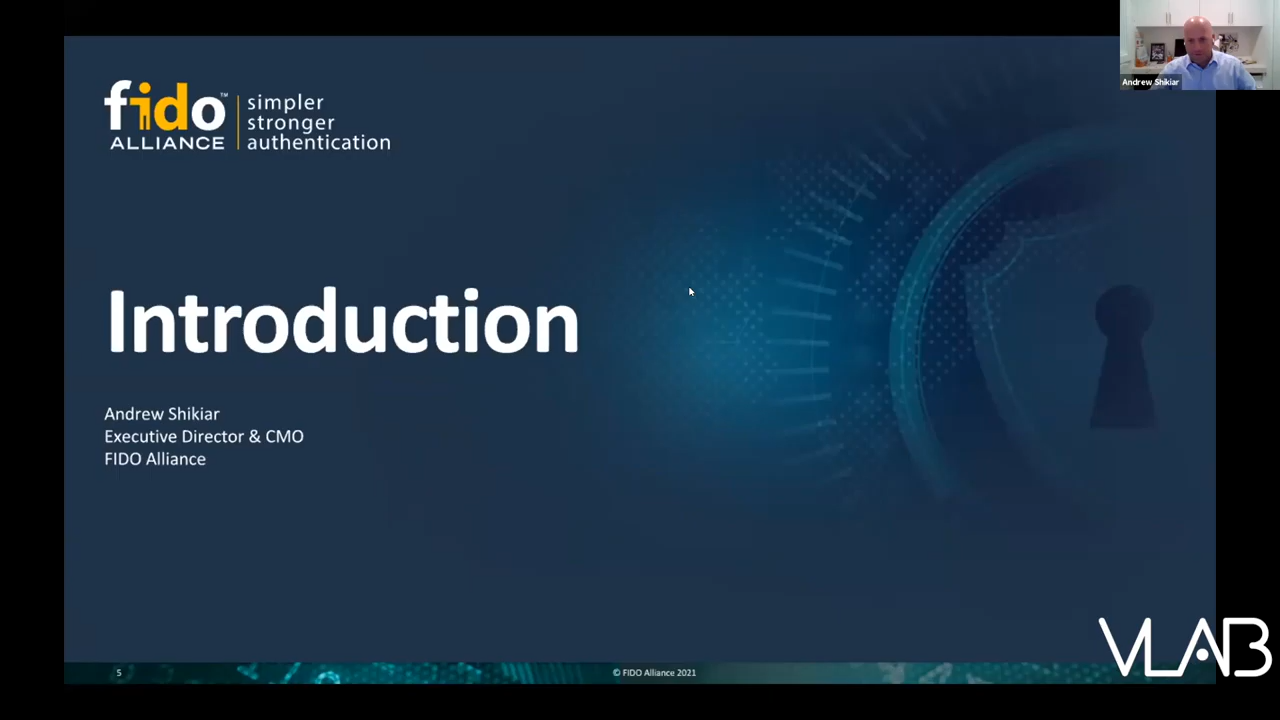 fido™
ALLIANCE
simpler
stronger
authentication
Andrew Shikiar
Introduction
Andrew Shikiar
Executive Director & CMO
FIDO Alliance
5
© FIDO Alliance 2021
VLAB